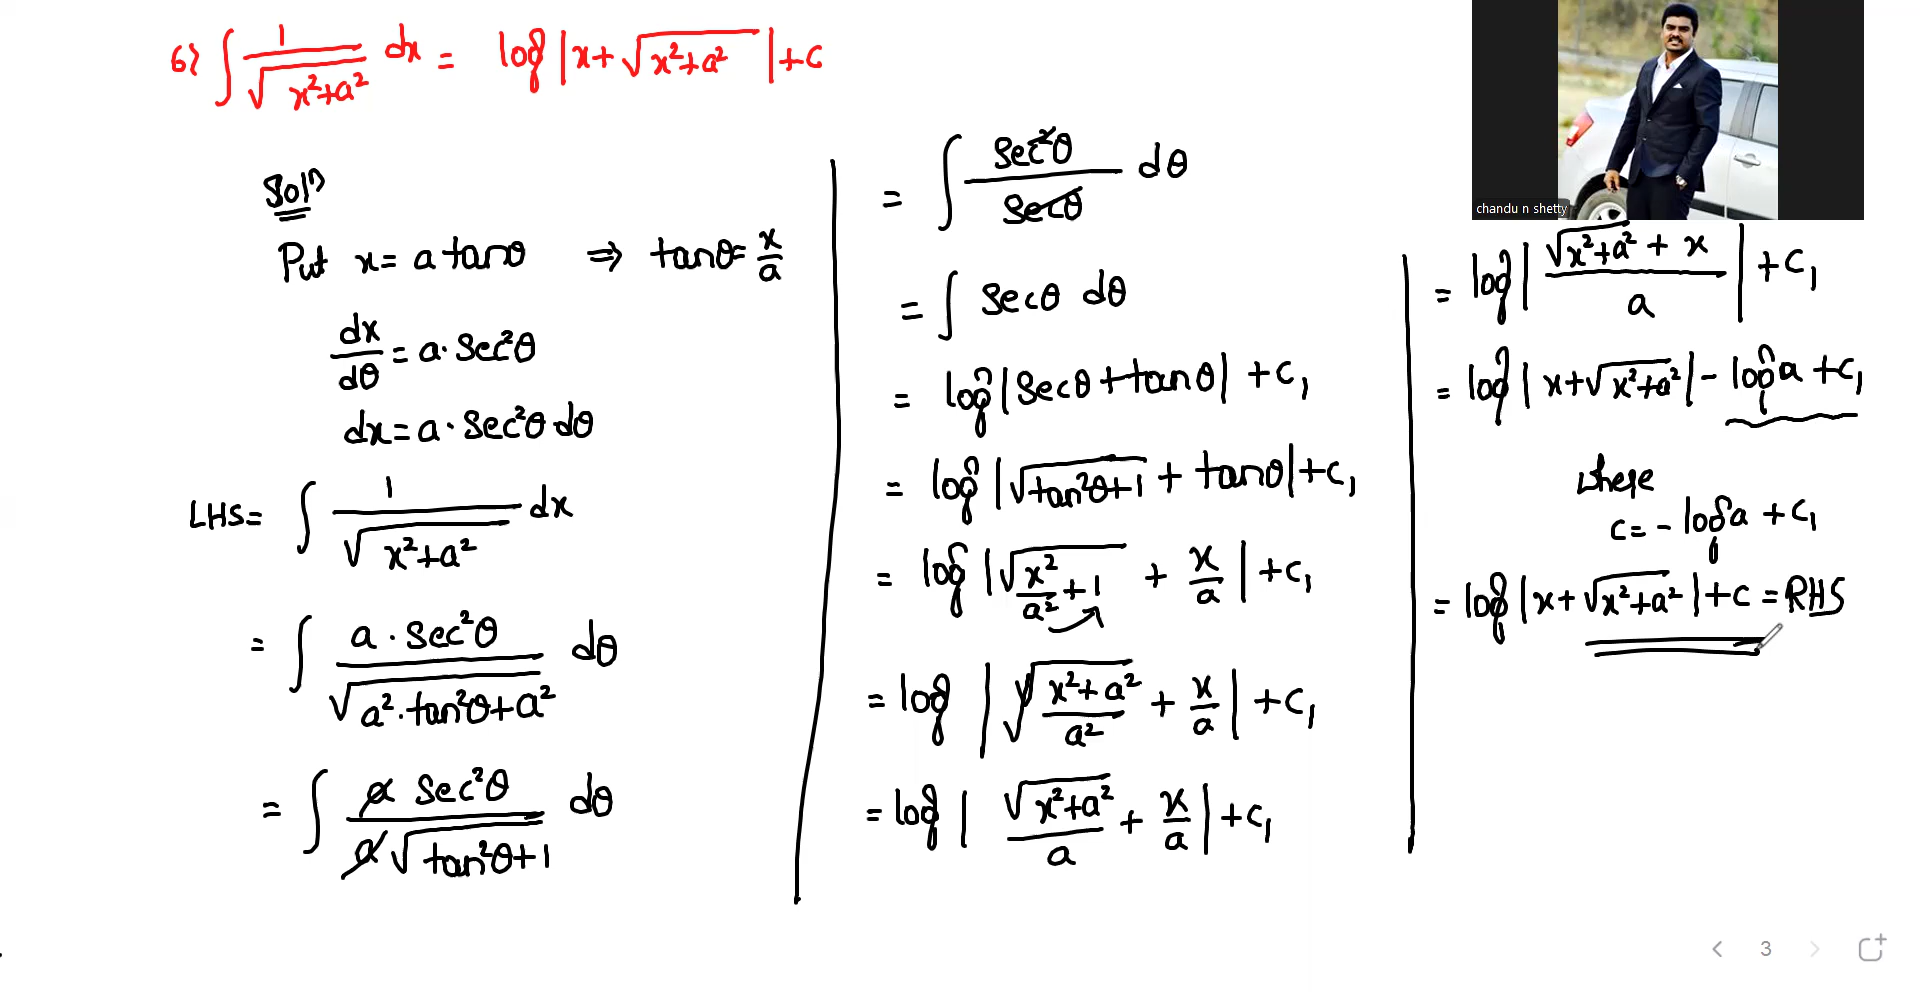 6} ∫ 1/√(x²+a²) dx = log |x+√(x²+a²)|+c
Solⁿ
Put x = a tanθ ⇒ tanθ = x/a
dx/dθ = a·Sec²θ
dx = a·Sec²θ dθ
LHS = ∫ 1/√(x²+a²) dx
= ∫ a·Sec²θ/√(a²·tan²θ+a²) dθ
= ∫ a Sec²θ/a√(tan²θ+1) dθ
= ∫ Sec²θ/Secθ dθ
= ∫ Secθ dθ
= log |Secθ+tanθ| +c₁
= log |√(tan²θ+1) + tanθ|+c₁
= log |√(x²/a²+1) + x/a| +c₁
= log |√((x²+a²)/a²) + x/a| +c₁
= log | √(x²+a²)/a + x/a | +c₁
chandu n shetty
= log | (√(x²+a²) + x)/a | +c₁
= log |x+√(x²+a²)| - log a +c₁
where
c = - log a +c₁
= log |x+√(x²+a²)|+c = RHS
3